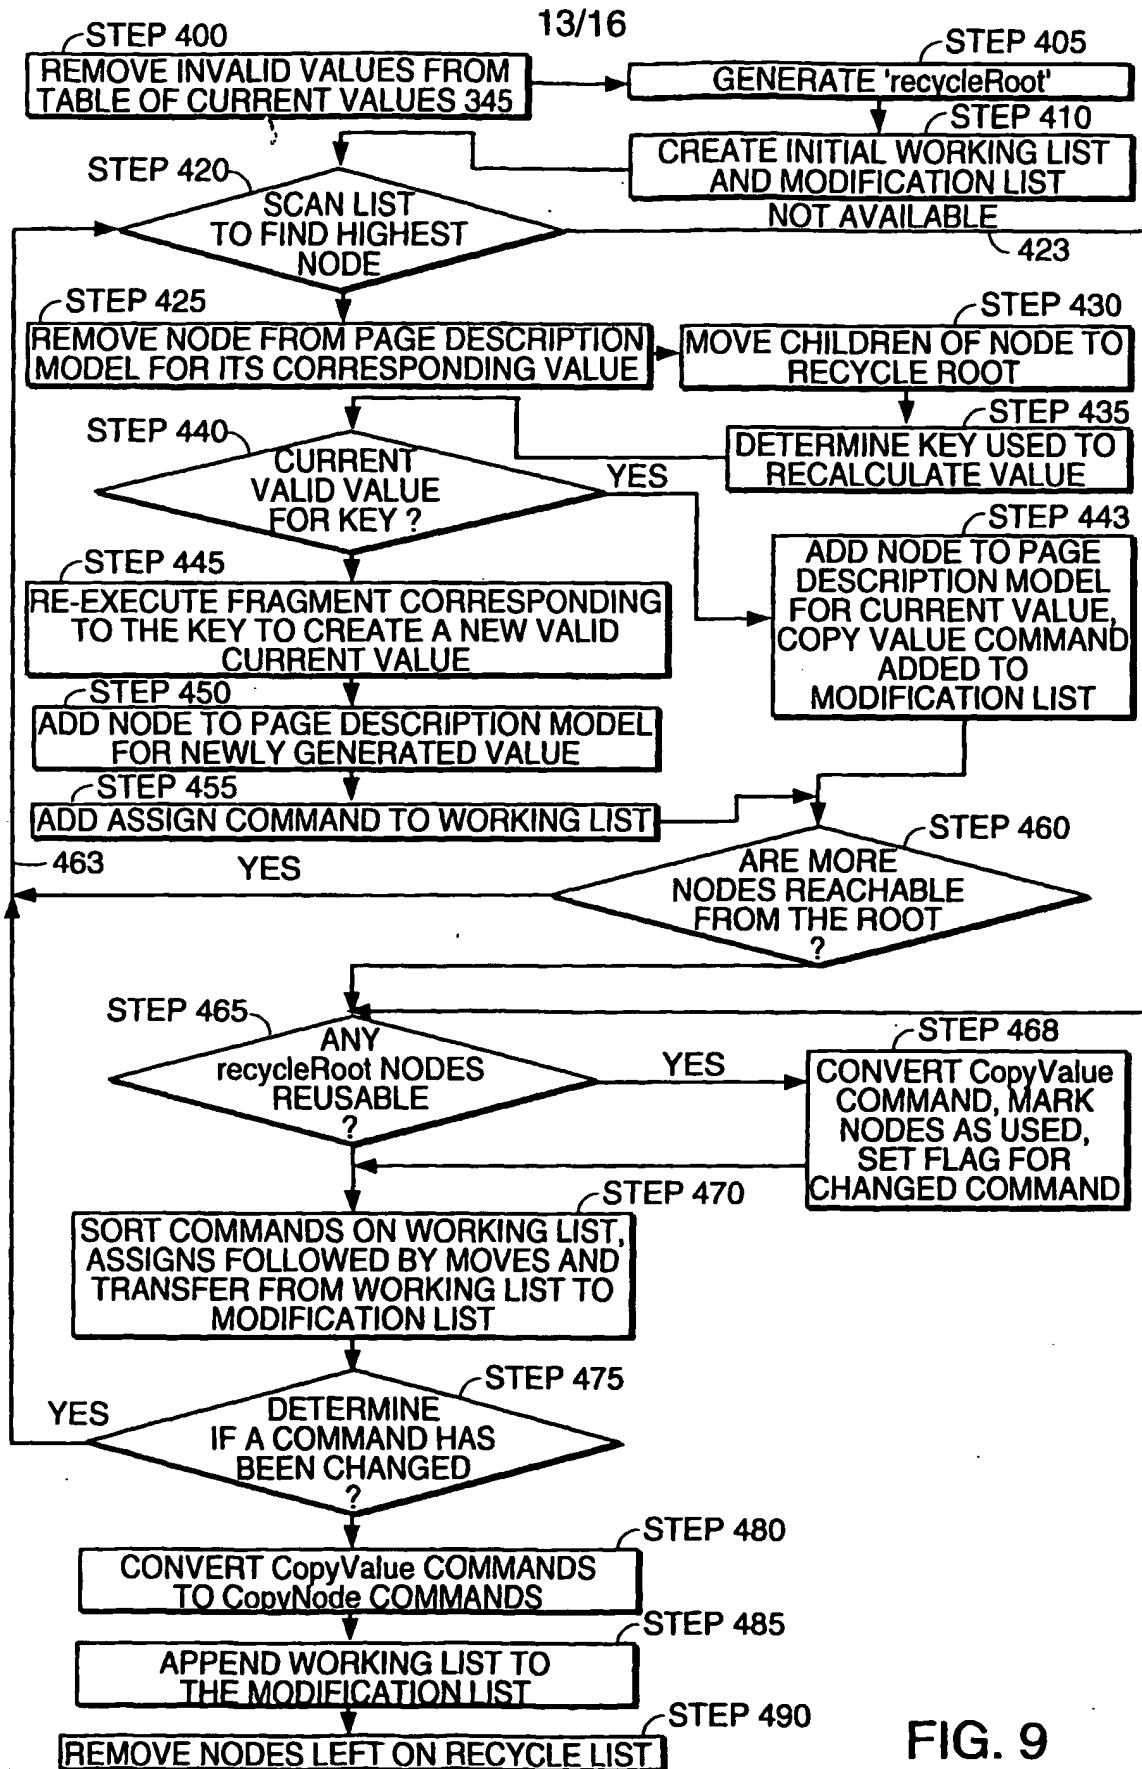 13/16
STEP 400
REMOVE INVALID VALUES FROM
TABLE OF CURRENT VALUES 345
STEP 405
GENERATE 'recycleRoot'
STEP 410
CREATE INITIAL WORKING LIST
AND MODIFICATION LIST
STEP 420
SCAN LIST
TO FIND HIGHEST
NODE
NOT AVAILABLE
423
STEP 425
REMOVE NODE FROM PAGE DESCRIPTION
MODEL FOR ITS CORRESPONDING VALUE
STEP 430
MOVE CHILDREN OF NODE TO
RECYCLE ROOT
STEP 435
DETERMINE KEY USED TO
RECALCULATE VALUE
STEP 440
CURRENT
VALID VALUE
FOR KEY ?
YES
STEP 443
ADD NODE TO PAGE
DESCRIPTION MODEL
FOR CURRENT VALUE,
COPY VALUE COMMAND
ADDED TO
MODIFICATION LIST
STEP 445
RE-EXECUTE FRAGMENT CORRESPONDING
TO THE KEY TO CREATE A NEW VALID
CURRENT VALUE
STEP 450
ADD NODE TO PAGE DESCRIPTION MODEL
FOR NEWLY GENERATED VALUE
STEP 455
ADD ASSIGN COMMAND TO WORKING LIST
STEP 460
ARE MORE
NODES REACHABLE
FROM THE ROOT
?
463
YES
STEP 465
ANY
recycleRoot NODES
REUSABLE
?
YES
STEP 468
CONVERT CopyValue
COMMAND, MARK
NODES AS USED,
SET FLAG FOR
CHANGED COMMAND
STEP 470
SORT COMMANDS ON WORKING LIST,
ASSIGNS FOLLOWED BY MOVES AND
TRANSFER FROM WORKING LIST TO
MODIFICATION LIST
STEP 475
DETERMINE
IF A COMMAND HAS
BEEN CHANGED
?
YES
STEP 480
CONVERT CopyValue COMMANDS
TO CopyNode COMMANDS
STEP 485
APPEND WORKING LIST TO
THE MODIFICATION LIST
STEP 490
REMOVE NODES LEFT ON RECYCLE LIST
FIG. 9